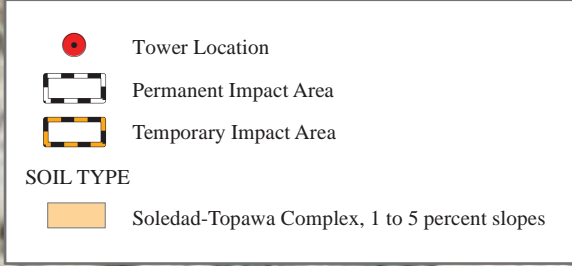 Tower Location
Permanent Impact Area
Temporary Impact Area
SOIL TYPE
Soledad-Topawa Complex, 1 to 5 percent slopes